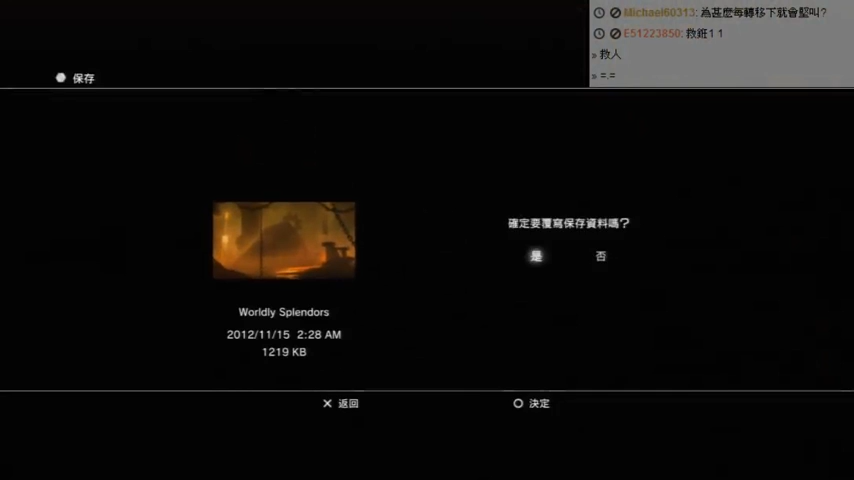 Michael60313: 為甚麼每轉移下就會堅叫?
E51223850: 救鉦1 1
» 救人
» =.=
保存
確定要覆寫保存資料嗎?
是 否
Worldly Splendors
2012/11/15 2:28 AM
1219 KB
✕ 返回 ○ 決定